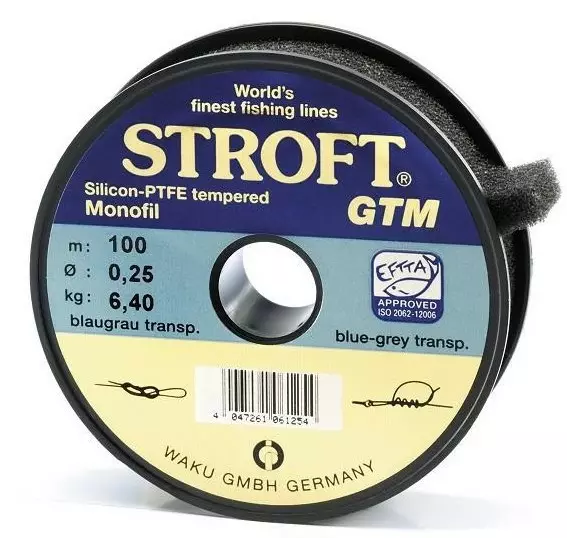 World's
finest fishing lines
STROFT®
Silicon-PTFE tempered
Monofil
GTM
m: 100
Ø: 0,25
kg: 6,40
blaugrau transp.
EFTTA
APPROVED
ISO 2062-12006
blue-grey transp.
4 047261 061254
WAKU GMBH GERMANY